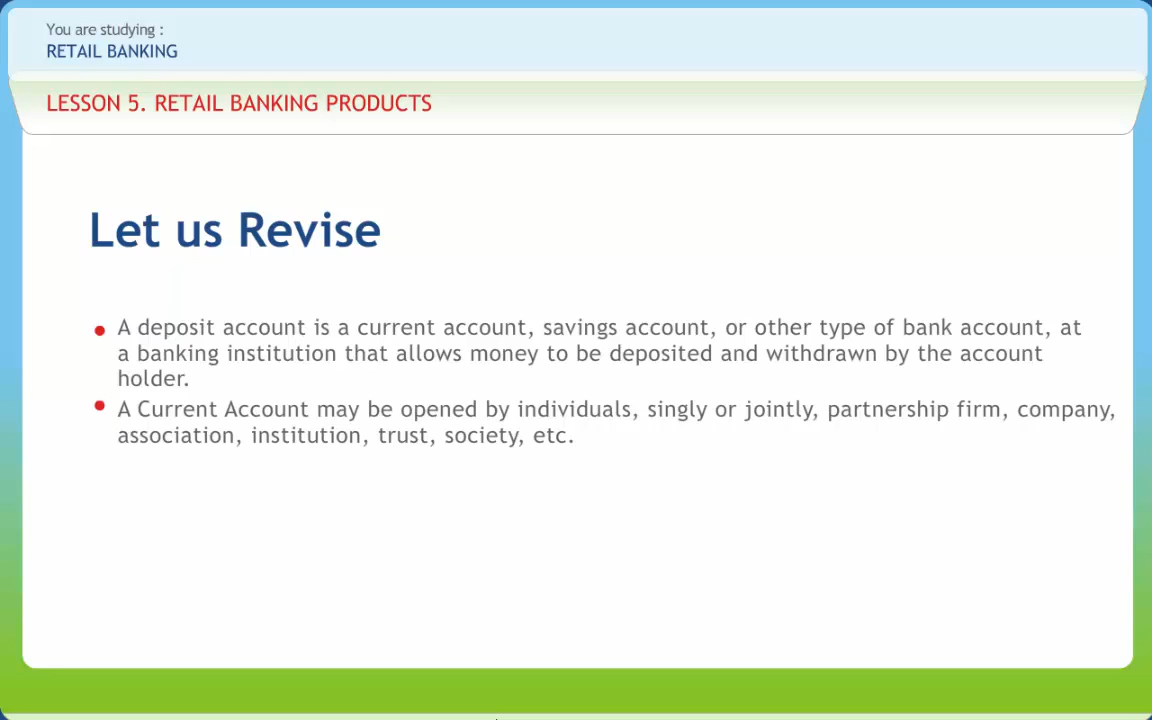 You are studying :
RETAIL BANKING
LESSON 5. RETAIL BANKING PRODUCTS
Let us Revise
A deposit account is a current account, savings account, or other type of bank account, at
a banking institution that allows money to be deposited and withdrawn by the account
holder.
A Current Account may be opened by individuals, singly or jointly, partnership firm, company,
association, institution, trust, society, etc.